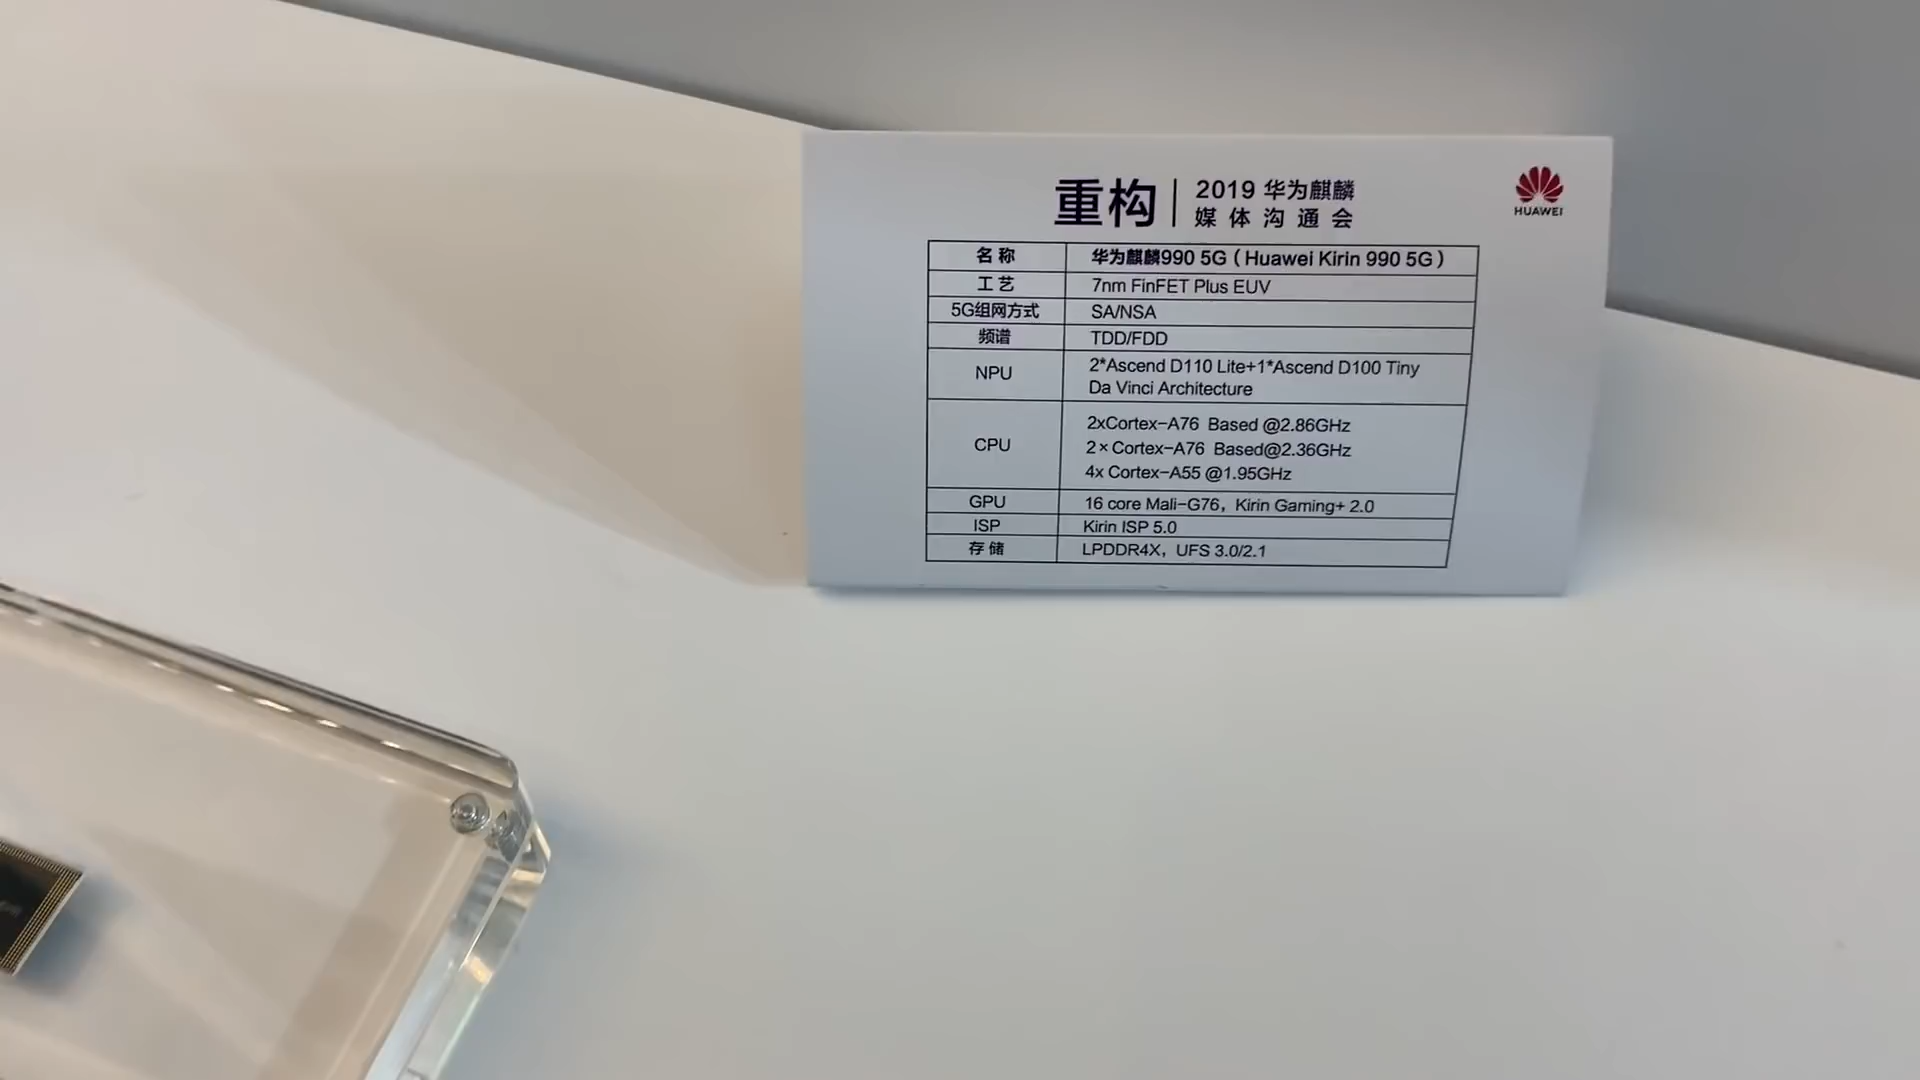 重构
2019 华为麒麟
媒体沟通会
HUAWEI
名称 华为麒麟990 5G(Huawei Kirin 990 5G)
工艺 7nm FinFET Plus EUV
5G组网方式 SA/NSA
频谱 TDD/FDD
NPU 2*Ascend D110 Lite+1*Ascend D100 Tiny
Da Vinci Architecture
CPU 2xCortex-A76 Based @2.86GHz
2×Cortex-A76 Based@2.36GHz
4x Cortex-A55 @1.95GHz
GPU 16 core Mali-G76，Kirin Gaming+ 2.0
ISP Kirin ISP 5.0
存储 LPDDR4X，UFS 3.0/2.1